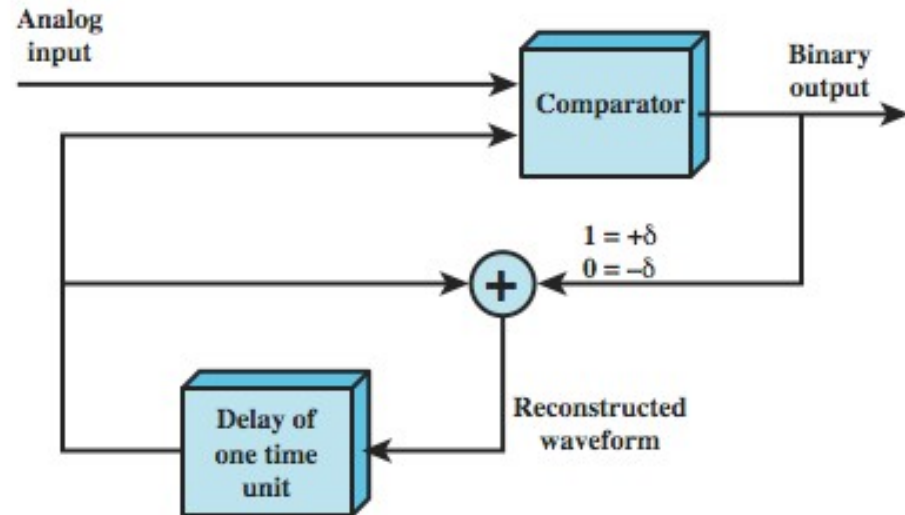 Analog
input
Comparator
Binary
output
1 = +δ
0 = –δ
+
Delay of
one time
unit
Reconstructed
waveform